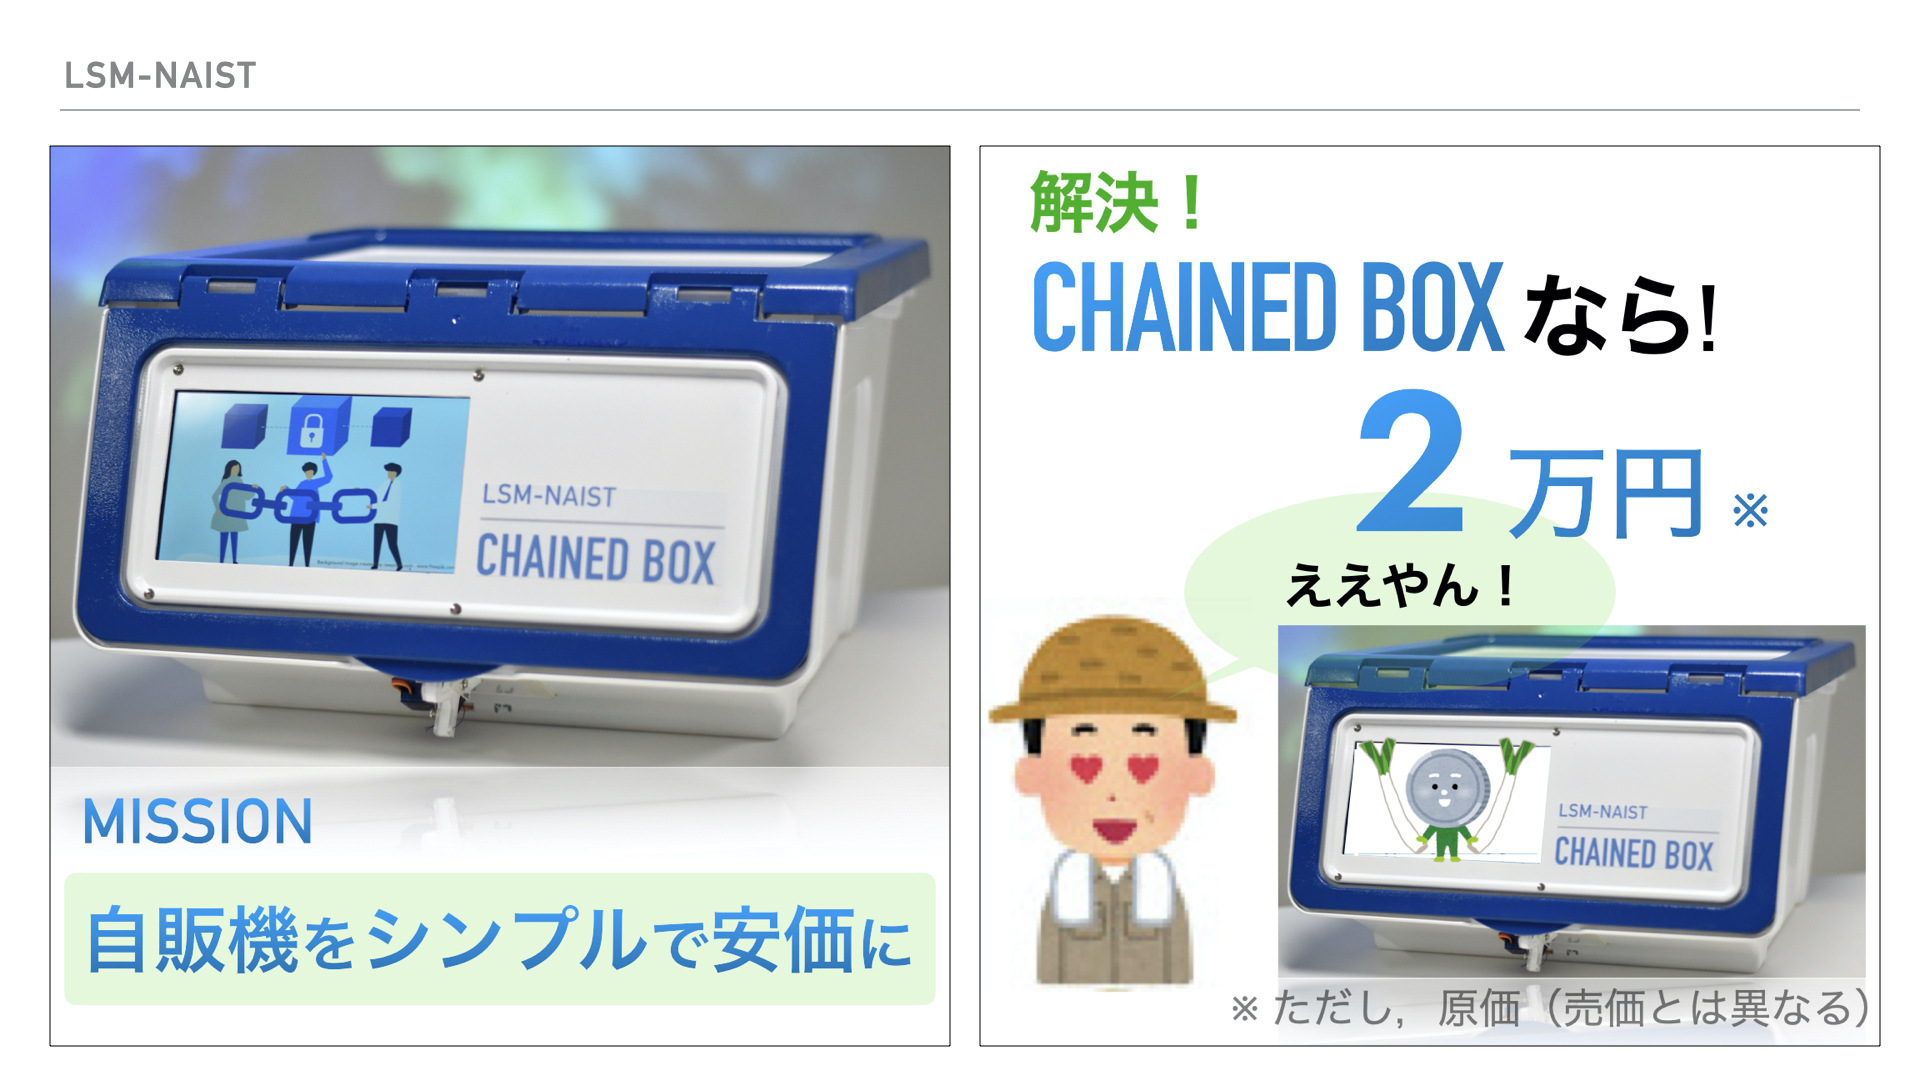 LSM-NAIST
LSM-NAIST
CHAINED BOX
MISSION
自販機をシンプルで安価に
解決！
CHAINED BOX なら!
2 万円 ※
ええやん！
LSM-NAIST
CHAINED BOX
※ ただし，原価（売価とは異なる）